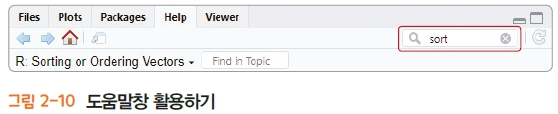 Files Plots Packages Help Viewer
sort
R: Sorting or Ordering Vectors Find in Topic
그림 2-10 도움말창 활용하기